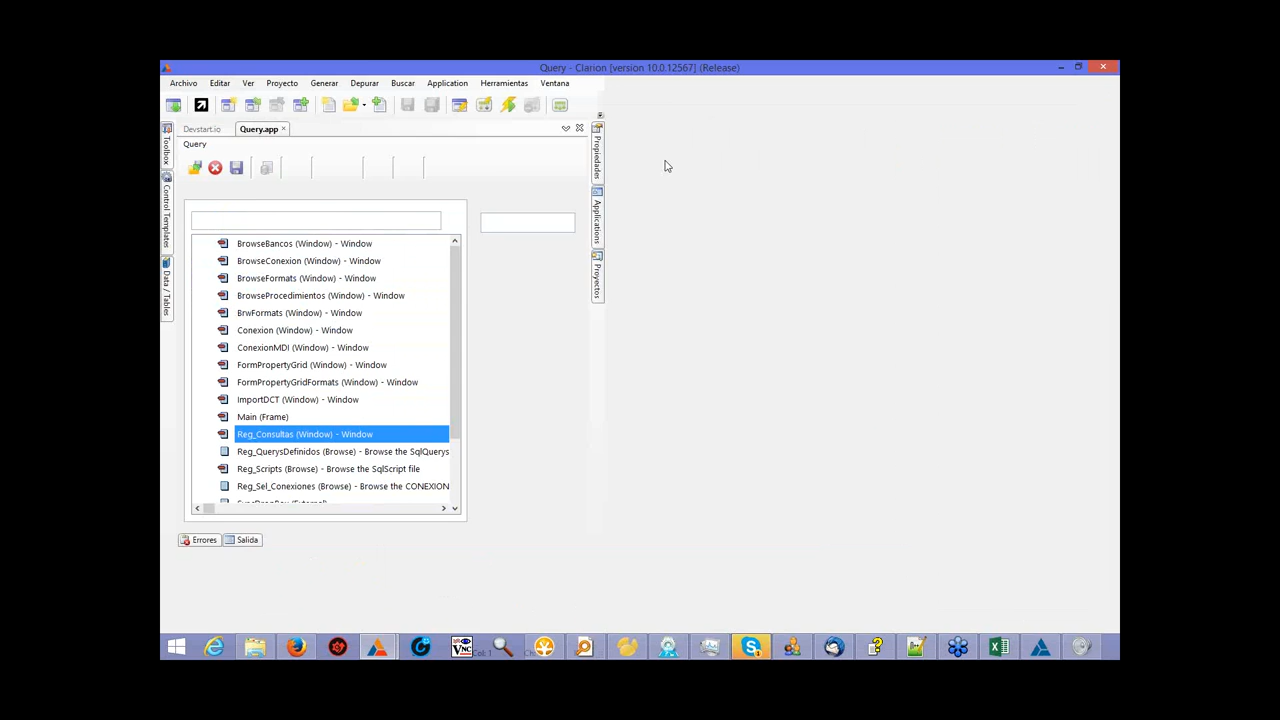 Query - Clarion [version 10.0.12567] (Release)
Archivo Editar Ver Proyecto Generar Depurar Buscar Application Herramientas Ventana
Devstart.io Query.app
Query
Toolbox
Control Templates
Data / Tables
BrowseBancos (Window) - Window
BrowseConexion (Window) - Window
BrowseFormats (Window) - Window
BrowseProcedimientos (Window) - Window
BrwFormats (Window) - Window
Conexion (Window) - Window
ConexionMDI (Window) - Window
FormPropertyGrid (Window) - Window
FormPropertyGridFormats (Window) - Window
ImportDCT (Window) - Window
Main (Frame)
Reg_Consultas (Window) - Window
Reg_QuerysDefinidos (Browse) - Browse the SqlQuerys
Reg_Scripts (Browse) - Browse the SqlScript file
Reg_Sel_Conexiones (Browse) - Browse the CONEXION
Propiedades
Applications
Proyectos
Errores Salida
VNC
Col: 1